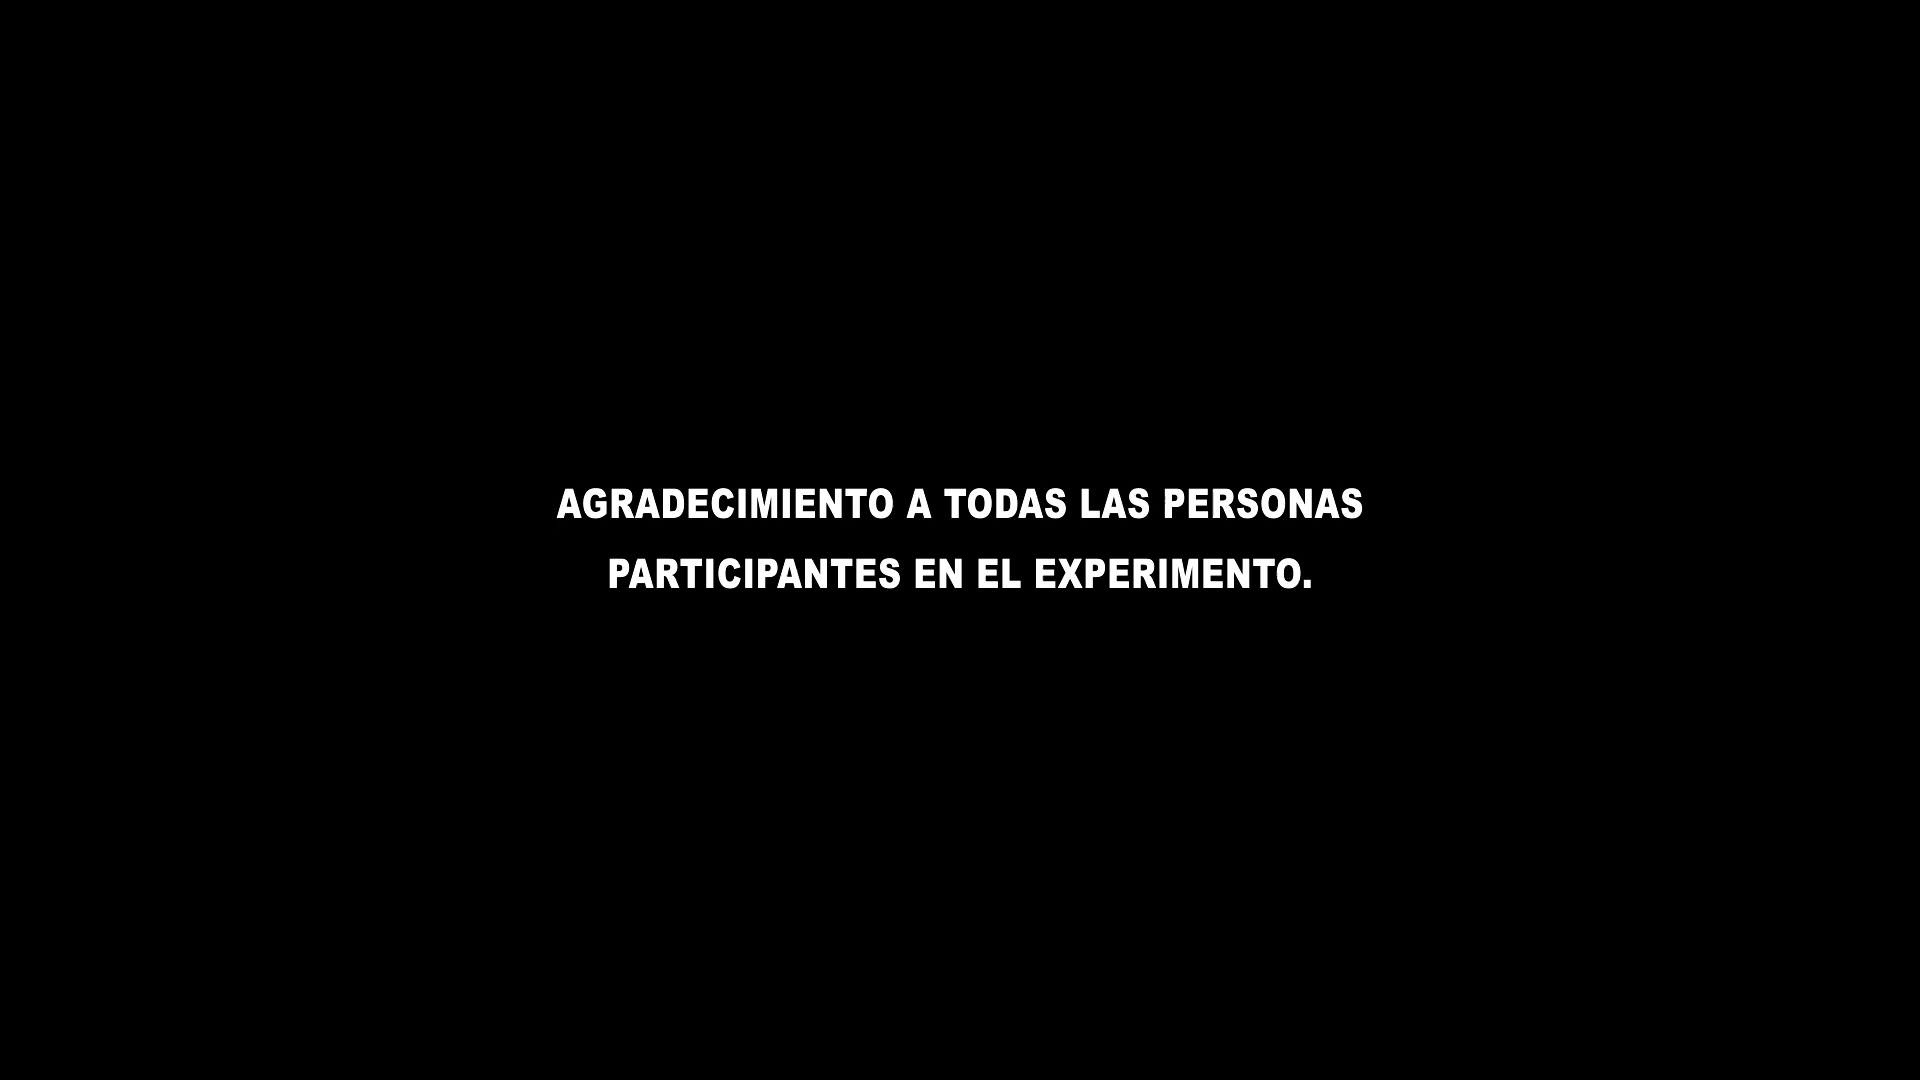 AGRADECIMIENTO A TODAS LAS PERSONAS
PARTICIPANTES EN EL EXPERIMENTO.